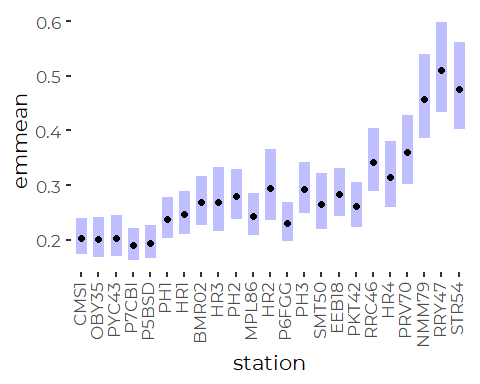 emmean
0.6
0.5
0.4
0.3
0.2
CMS1
OBY35
PYC43
P7CBI
P5BSD
PH1
HR1
BMR02
HR3
PH2
MPL86
HR2
P6FGG
PH3
SMT50
EEB18
PKT42
RRC46
HR4
PRV70
NMM79
RRY47
STR54
station